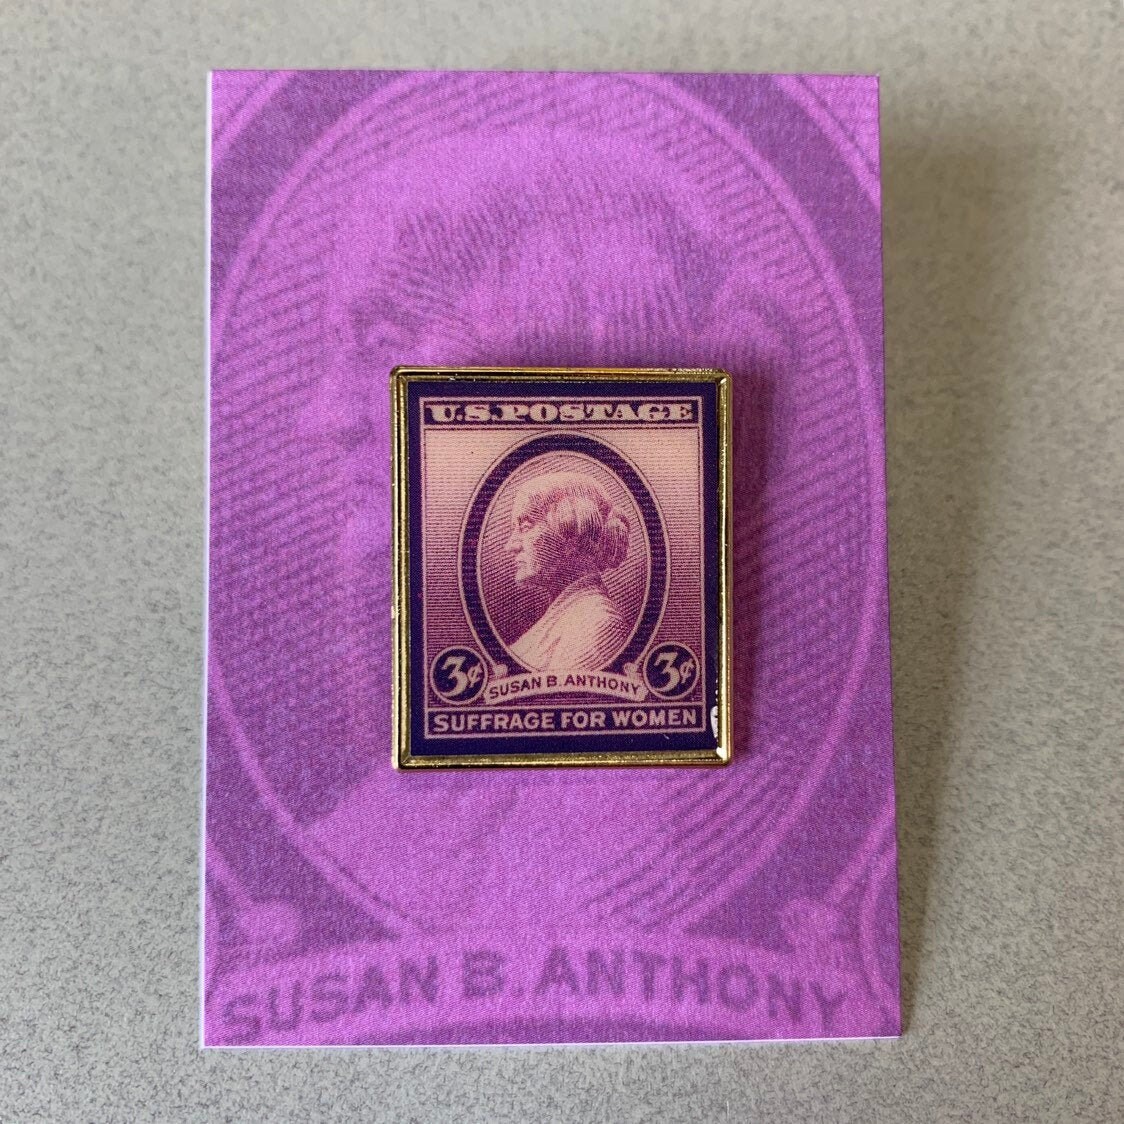 U.S. POSTAGE
3¢ SUSAN B. ANTHONY 3¢
SUFFRAGE FOR WOMEN
SUSAN B. ANTHONY